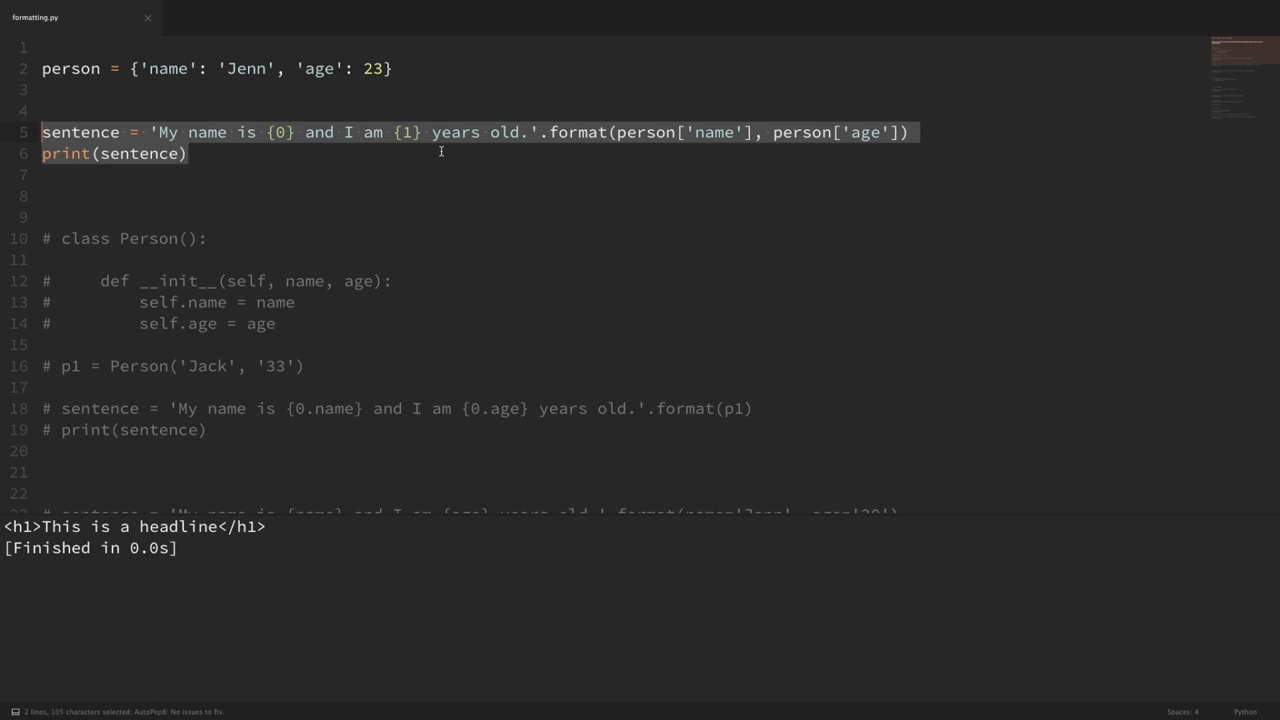 formatting.py
1
2 person = {'name': 'Jenn', 'age': 23}
3
4
5 sentence = 'My name is {0} and I am {1} years old.'.format(person['name'], person['age'])
6 print(sentence)
7
8
9
10 # class Person():
11
12 #     def __init__(self, name, age):
13 #         self.name = name
14 #         self.age = age
15
16 # p1 = Person('Jack', '33')
17
18 # sentence = 'My name is {0.name} and I am {0.age} years old.'.format(p1)
19 # print(sentence)
20
21
22
<h1>This is a headline</h1>
[Finished in 0.0s]
2 lines, 105 characters selected; AutoPep8: No issues to fix.
Spaces: 4
Python